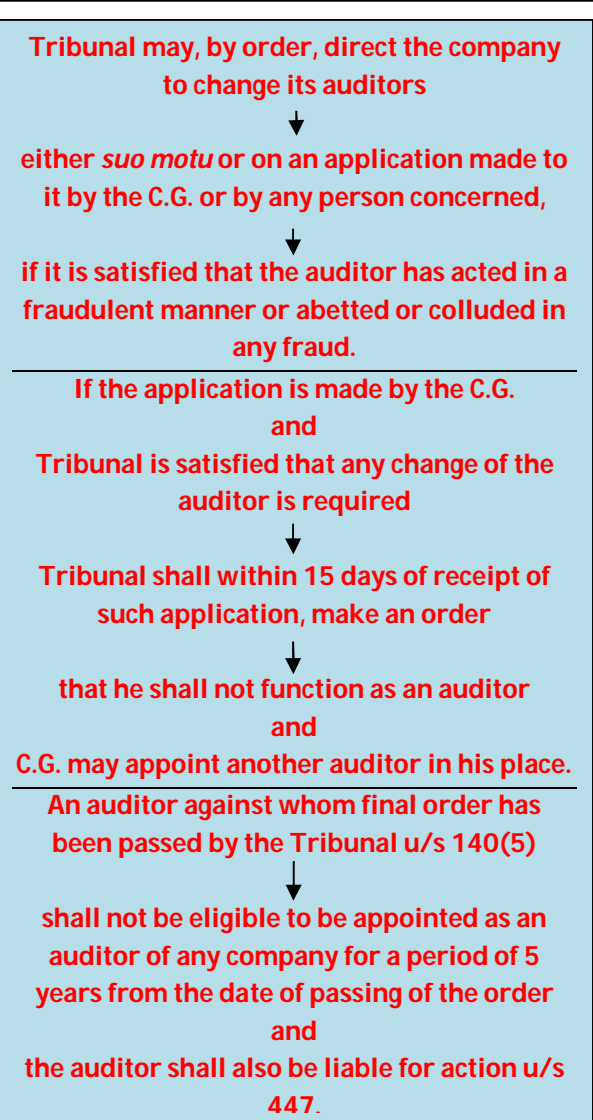 Tribunal may, by order, direct the company
to change its auditors
either suo motu or on an application made to
it by the C.G. or by any person concerned,
if it is satisfied that the auditor has acted in a
fraudulent manner or abetted or colluded in
any fraud.
If the application is made by the C.G.
and
Tribunal is satisfied that any change of the
auditor is required
Tribunal shall within 15 days of receipt of
such application, make an order
that he shall not function as an auditor
and
C.G. may appoint another auditor in his place.
An auditor against whom final order has
been passed by the Tribunal u/s 140(5)
shall not be eligible to be appointed as an
auditor of any company for a period of 5
years from the date of passing of the order
and
the auditor shall also be liable for action u/s
447.